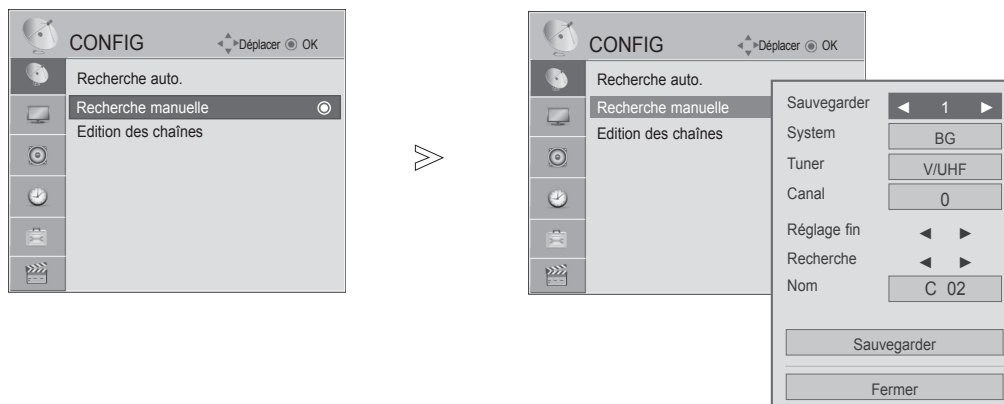 CONFIG
Déplacer OK
Recherche auto.
Recherche manuelle
Edition des chaînes
CONFIG
Déplacer OK
Recherche auto.
Recherche manuelle
Edition des chaînes
Sauvegarder ◄ 1 ►
System BG
Tuner V/UHF
Canal 0
Réglage fin ◄ ►
Recherche ◄ ►
Nom C 02
Sauvegarder
Fermer